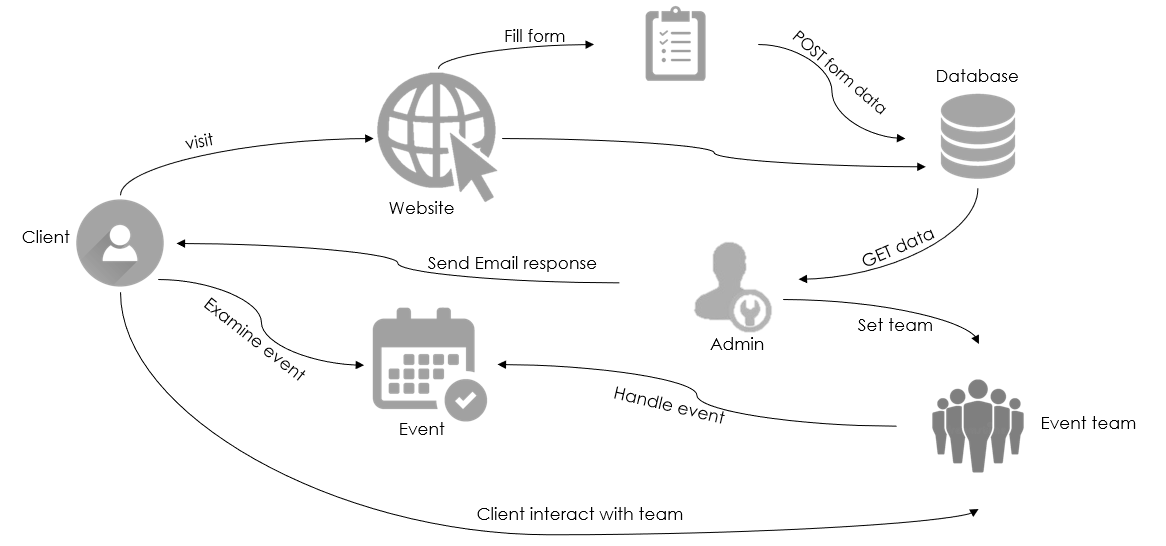 Fill form
POST form data
Database
visit
Website
Client
Send Email response
GET data
Examine event
Set team
Admin
Handle event
Event
Event team
Client interact with team